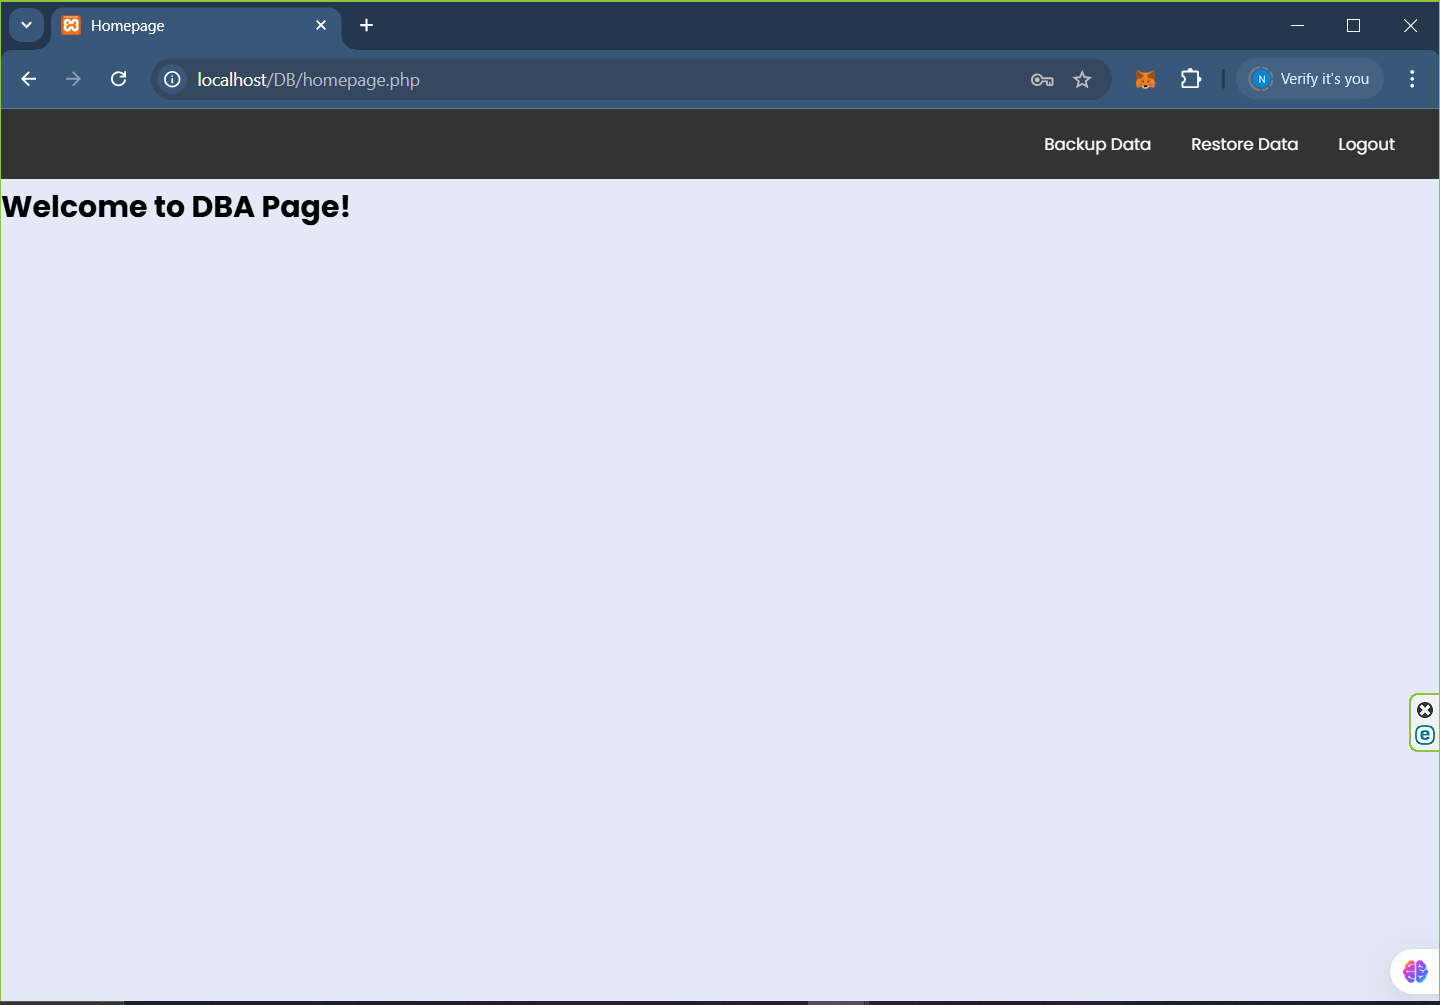 Homepage
localhost/DB/homepage.php
N
Verify it's you
Backup Data
Restore Data
Logout
Welcome to DBA Page!
e